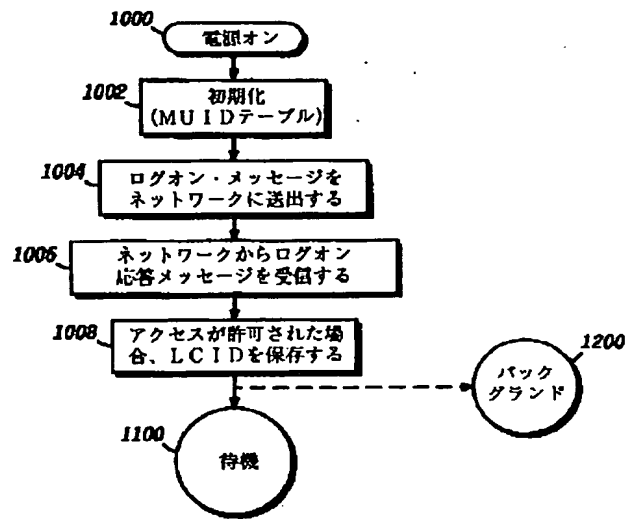 1000
電源オン
1002
初期化
(MUIDテーブル)
1004
ログオン・メッセージを
ネットワークに送出する
1006
ネットワークからログオン
応答メッセージを受信する
1008
アクセスが許可された場
合、LCIDを保存する
1200
バック
グランド
1100
待機